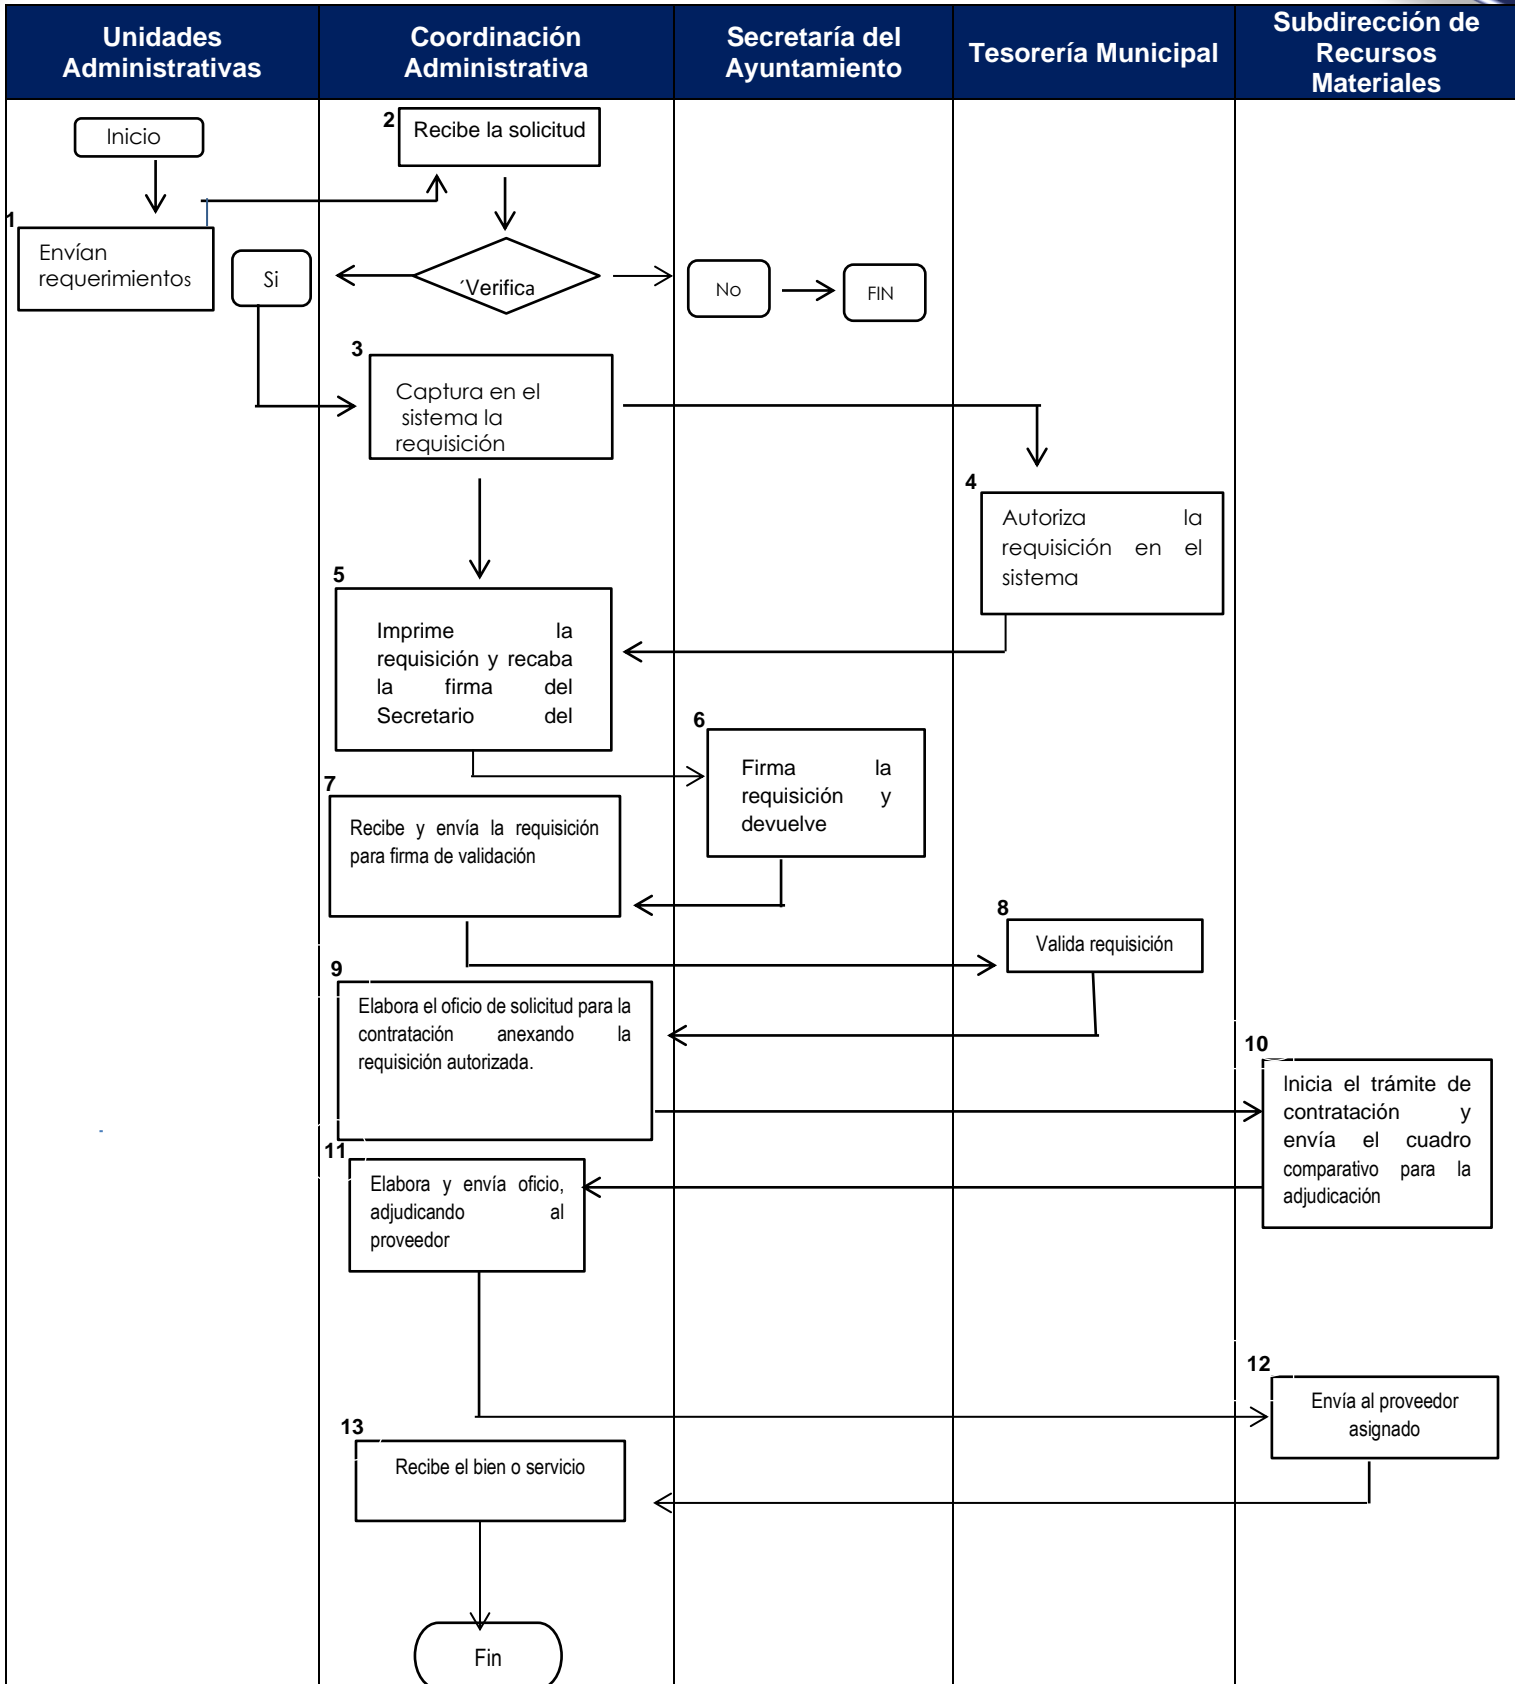 Unidades
Administrativas
Coordinación
Administrativa
Secretaría del
Ayuntamiento
Tesorería Municipal
Subdirección de
Recursos
Materiales
Inicio
2
Recibe la solicitud
1
Envían
requerimientos
Si
´Verifica
No
FIN
3
Captura en el
sistema la
requisición
4
Autoriza la
requisición en el
sistema
5
Imprime la
requisición y recaba
la firma del
Secretario del
6
Firma la
requisición y
devuelve
7
Recibe y envía la requisición
para firma de validación
8
Valida requisición
9
Elabora el oficio de solicitud para la
contratación anexando la
requisición autorizada.
10
Inicia el trámite de
contratación y
envía el cuadro
comparativo para la
adjudicación
11
Elabora y envía oficio,
adjudicando al
proveedor
12
Envía al proveedor
asignado
13
Recibe el bien o servicio
Fin